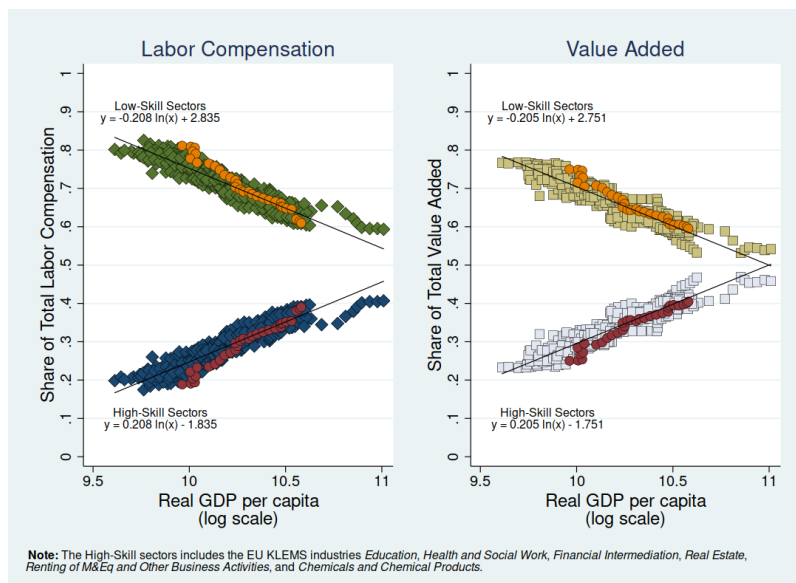 Labor Compensation
Share of Total Labor Compensation
1
.9
.8
.7
.6
.5
.4
.3
.2
.1
0
Low-Skill Sectors
y = -0.208 ln(x) + 2.835
High-Skill Sectors
y = 0.208 ln(x) - 1.835
9.5 10 10.5 11
Real GDP per capita
(log scale)
Value Added
Share of Total Value Added
1
.9
.8
.7
.6
.5
.4
.3
.2
.1
0
Low-Skill Sectors
y = -0.205 ln(x) + 2.751
High-Skill Sectors
y = 0.205 ln(x) - 1.751
9.5 10 10.5 11
Real GDP per capita
(log scale)
Note: The High-Skill sectors includes the EU KLEMS industries Education, Health and Social Work, Financial Intermediation, Real Estate,
Renting of M&Eq and Other Business Activities, and Chemicals and Chemical Products.